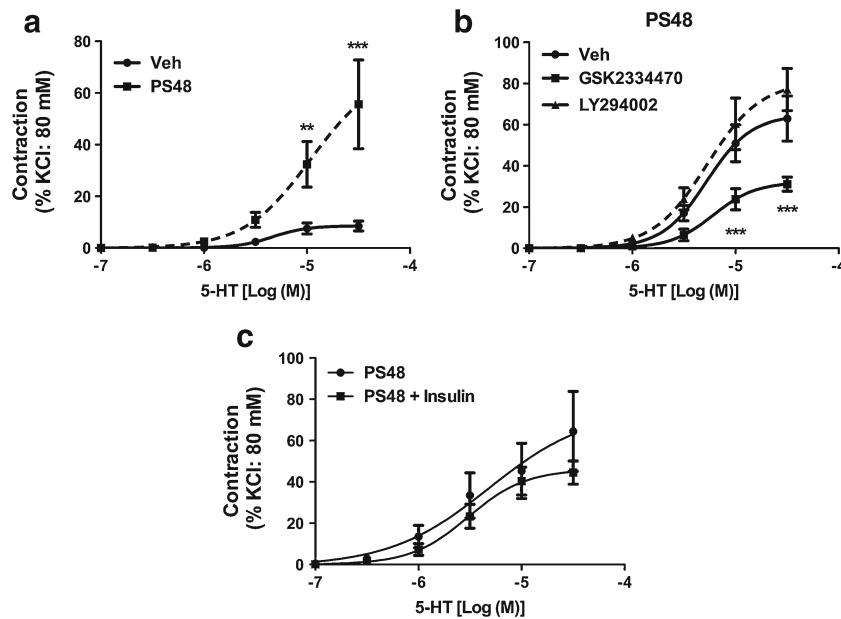 a
Contraction
(% KCl: 80 mM)
80
60
40
20
0
Veh
PS48
**
***
-7
-6
-5
-4
5-HT [Log (M)]
b
PS48
Contraction
(% KCl: 80 mM)
100
80
60
40
20
0
Veh
GSK2334470
LY294002
***
***
-7
-6
-5
-4
5-HT [Log (M)]
c
Contraction
(% KCl: 80 mM)
100
80
60
40
20
0
PS48
PS48 + Insulin
-7
-6
-5
-4
5-HT [Log (M)]